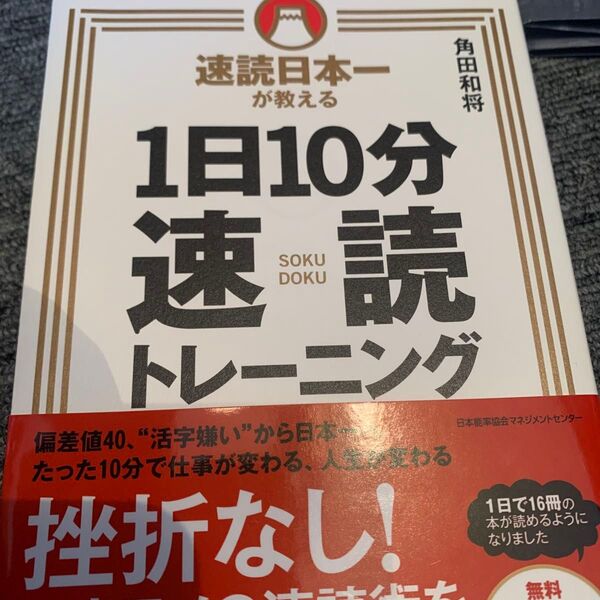 速読日本一
が教える
角田和将
1日10分
速読
SOKU
DOKU
トレーニング
偏差値40、“活字嫌い”から日本一
たった10分で仕事が変わる、人生が変わる
日本能率協会マネジメントセンター
挫折なし!
1日で16冊の
本が読めるように
なりました
速読術を
無料